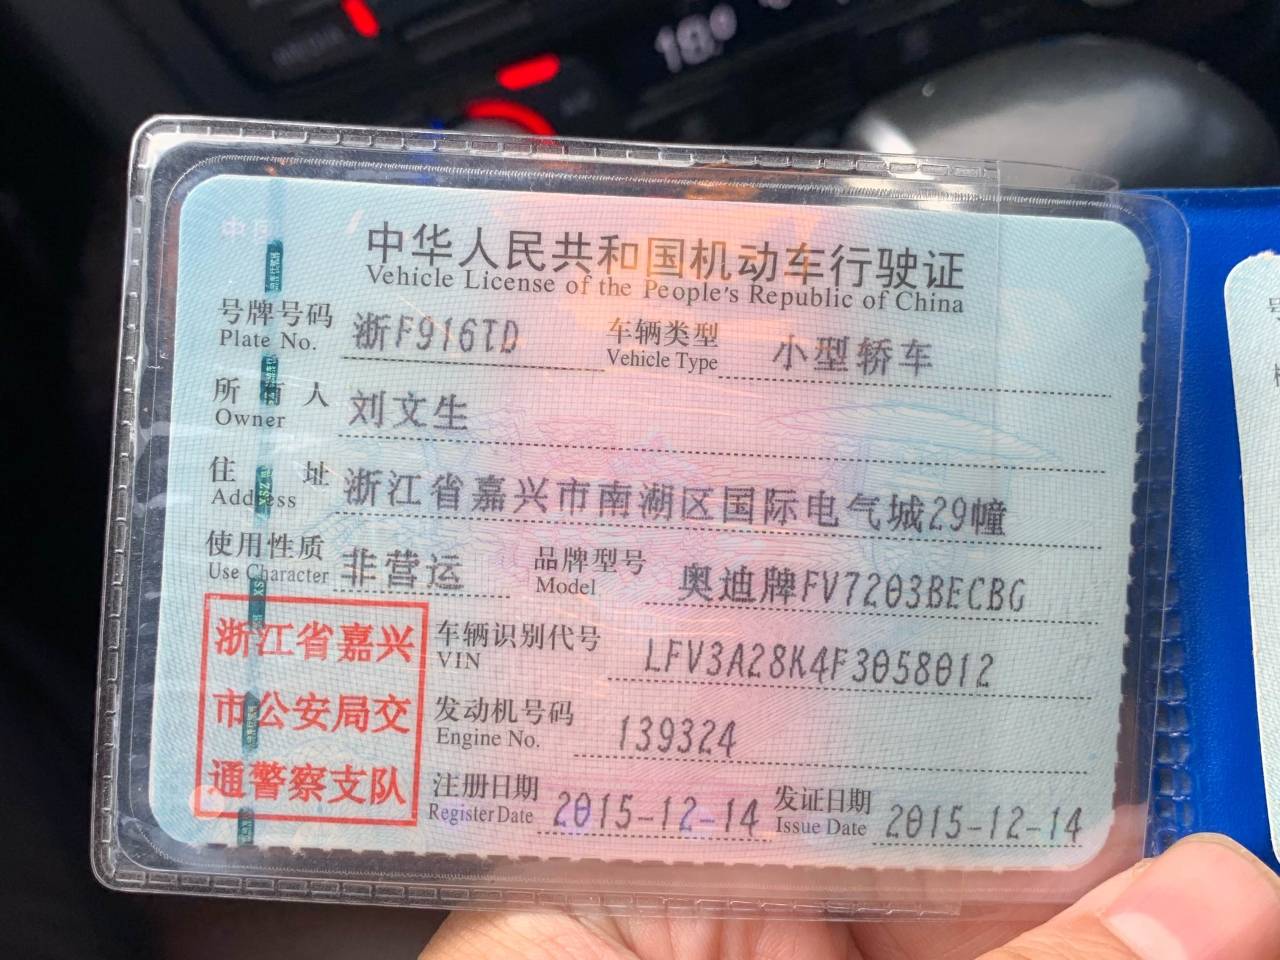 中华人民共和国机动车行驶证
Vehicle License of the People's Republic of China
号牌号码 浙F916TD 车辆类型 小型轿车
Plate No. Vehicle Type
所有人 刘文生
Owner
住址 浙江省嘉兴市南湖区国际电气城29幢
Address
使用性质 非营运 品牌型号 奥迪牌FV7203BECBG
Use Character Model
浙江省嘉兴
市公安局交
通警察支队
车辆识别代号 LFV3A28K4F3058012
VIN
发动机号码 139324
Engine No.
注册日期 2015-12-14 发证日期 2015-12-14
Register Date Issue Date
18.0